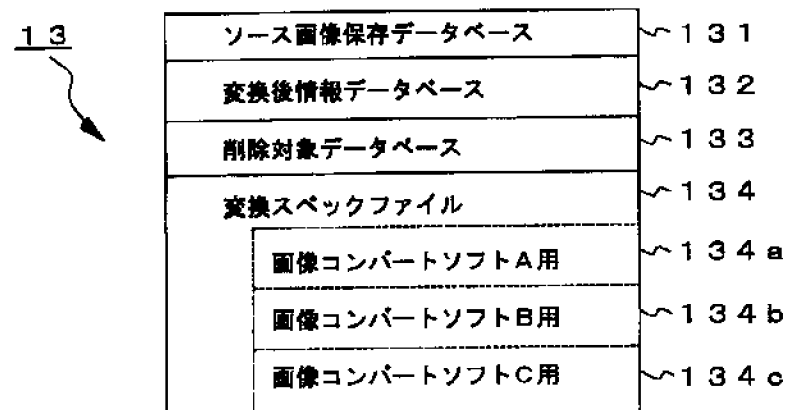 13
ソース画像保存データベース 131
変換後情報データベース 132
削除対象データベース 133
変換スペックファイル 134
画像コンバートソフトA用 134a
画像コンバートソフトB用 134b
画像コンバートソフトC用 134c